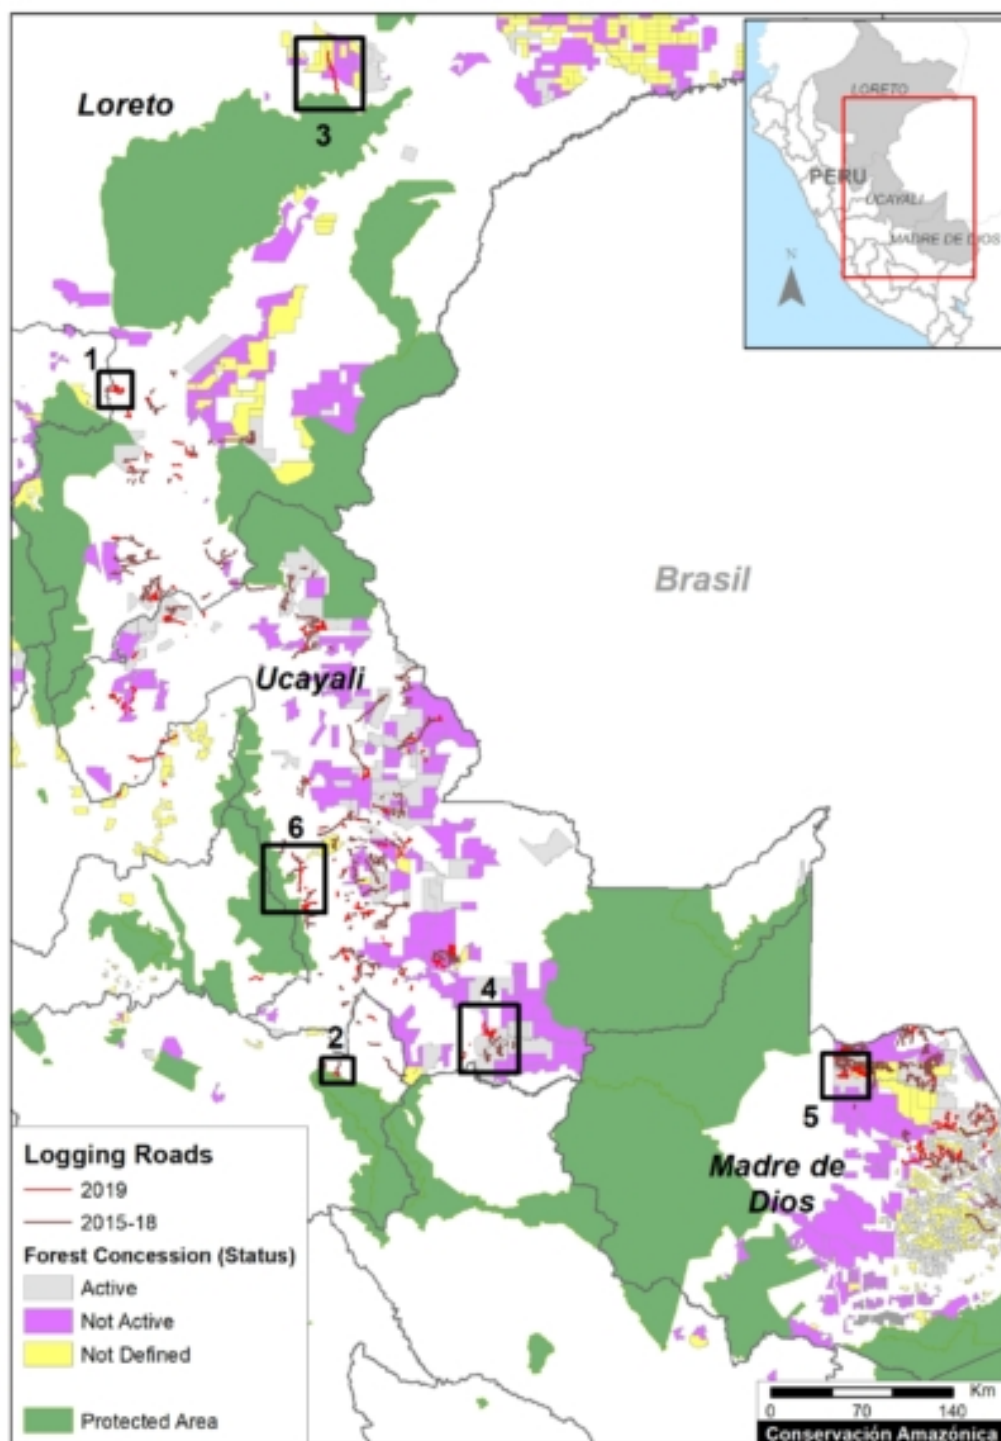 Loreto
3
LORETO
PERÚ
UCAYALI
MADRE DE DIOS
N
1
Brasil
Ucayali
6
4
2
5
Madre de
Dios
Logging Roads
2019
2015-18
Forest Concession (Status)
Active
Not Active
Not Defined
Protected Area
Km
0 70 140
Conservación Amazónica